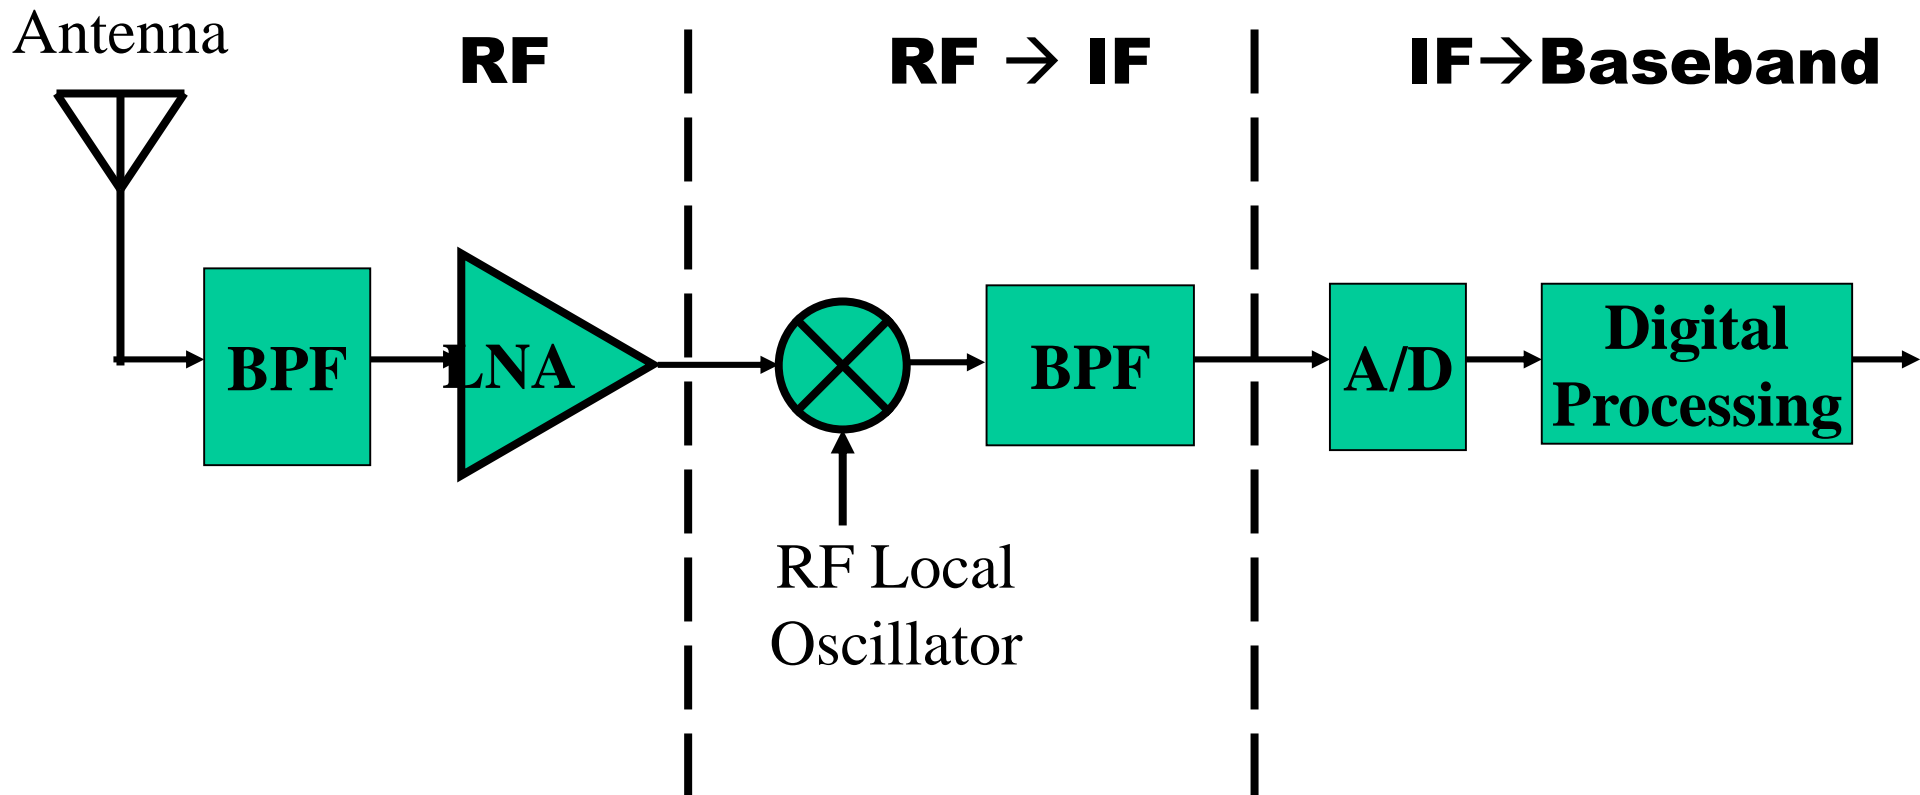 Antenna
RF
RF → IF
IF→Baseband
BPF
LNA
BPF
A/D
Digital
Processing
RF Local
Oscillator